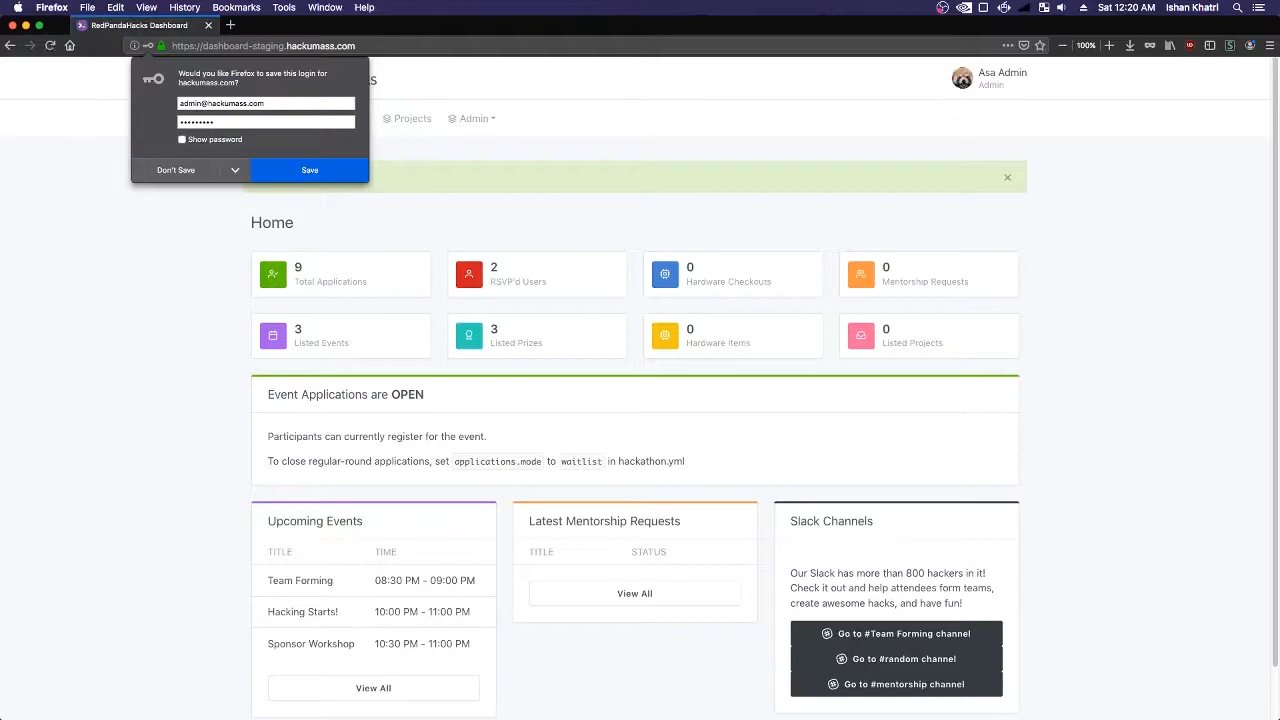 Firefox File Edit View History Bookmarks Tools Window Help Sat 12:20 AM Ishan Khatri
RedPandaHacks Dashboard
https://dashboard-staging.hackumass.com 100%
Would you like Firefox to save this login for
hackumass.com?
admin@hackumass.com
•••••••••
Show password
Don't Save Save
s
Asa Admin
Admin
Projects Admin
Home
9
Total Applications
2
RSVP'd Users
0
Hardware Checkouts
0
Mentorship Requests
3
Listed Events
3
Listed Prizes
0
Hardware Items
0
Listed Projects
Event Applications are OPEN
Participants can currently register for the event.
To close regular-round applications, set applications.mode to waitlist in hackathon.yml
Upcoming Events
TITLE TIME
Team Forming 08:30 PM - 09:00 PM
Hacking Starts! 10:00 PM - 11:00 PM
Sponsor Workshop 10:30 PM - 11:00 PM
View All
Latest Mentorship Requests
TITLE STATUS
View All
Slack Channels
Our Slack has more than 800 hackers in it!
Check it out and help attendees form teams,
create awesome hacks, and have fun!
Go to #Team Forming channel
Go to #random channel
Go to #mentorship channel